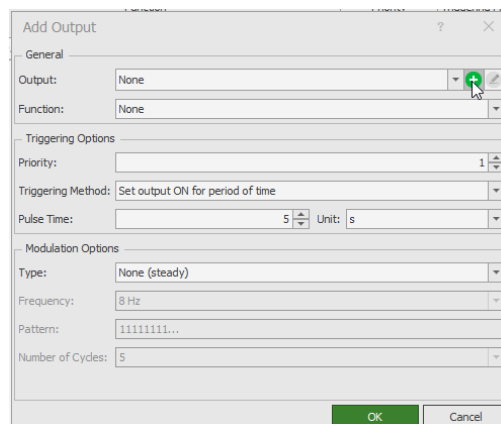 Add Output ?
General
Output: None
Function: None
Triggering Options
Priority: 1
Triggering Method: Set output ON for period of time
Pulse Time: 5 Unit: s
Modulation Options
Type: None (steady)
Frequency: 8 Hz
Pattern: 11111111...
Number of Cycles: 5
OK Cancel